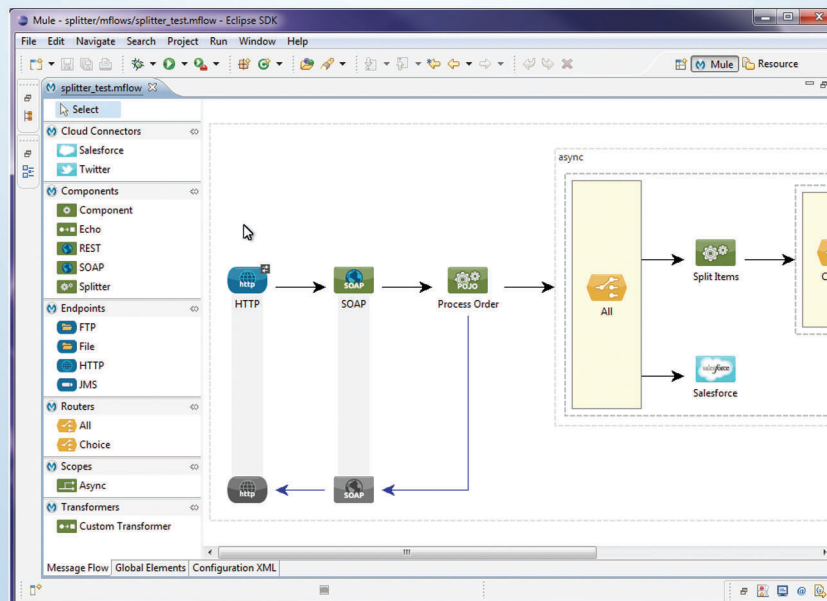 Mule - splitter/mflows/splitter_test.mflow - Eclipse SDK
File Edit Navigate Search Project Run Window Help
Mule Resource
splitter_test.mflow
Select
Cloud Connectors
Salesforce
Twitter
Components
Component
Echo
REST
SOAP
Splitter
Endpoints
FTP
File
HTTP
JMS
Routers
All
Choice
Scopes
Async
Transformers
Custom Transformer
async
http
SOAP
POJO
HTTP
SOAP
Process Order
All
Split Items
C
salesforce
Salesforce
http
SOAP
Message Flow Global Elements Configuration XML